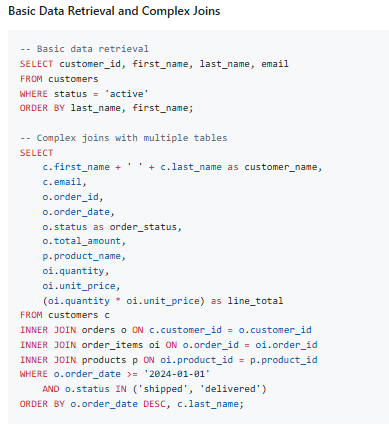 Basic Data Retrieval and Complex Joins
-- Basic data retrieval
SELECT customer_id, first_name, last_name, email
FROM customers
WHERE status = 'active'
ORDER BY last_name, first_name;
-- Complex joins with multiple tables
SELECT
    c.first_name + ' ' + c.last_name as customer_name,
    c.email,
    o.order_id,
    o.order_date,
    o.status as order_status,
    o.total_amount,
    p.product_name,
    oi.quantity,
    oi.unit_price,
    (oi.quantity * oi.unit_price) as line_total
FROM customers c
INNER JOIN orders o ON c.customer_id = o.customer_id
INNER JOIN order_items oi ON o.order_id = oi.order_id
INNER JOIN products p ON oi.product_id = p.product_id
WHERE o.order_date >= '2024-01-01'
    AND o.status IN ('shipped', 'delivered')
ORDER BY o.order_date DESC, c.last_name;